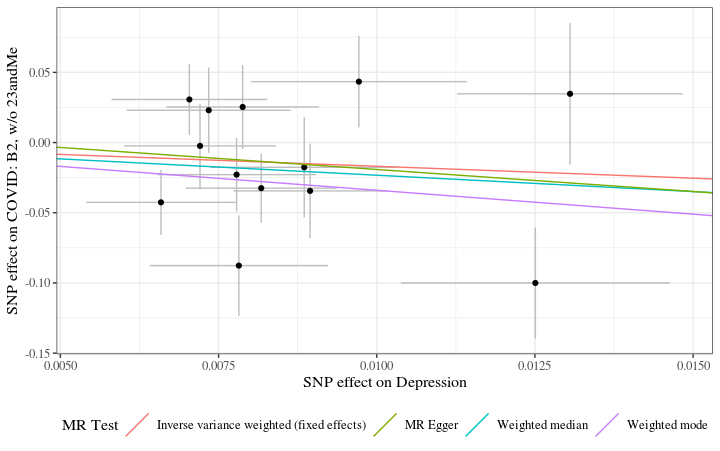 SNP effect on COVID: B2, w/o 23andMe
0.05
0.00
-0.05
-0.10
-0.15
0.0050 0.0075 0.0100 0.0125 0.0150
SNP effect on Depression
MR Test Inverse variance weighted (fixed effects) MR Egger Weighted median Weighted mode